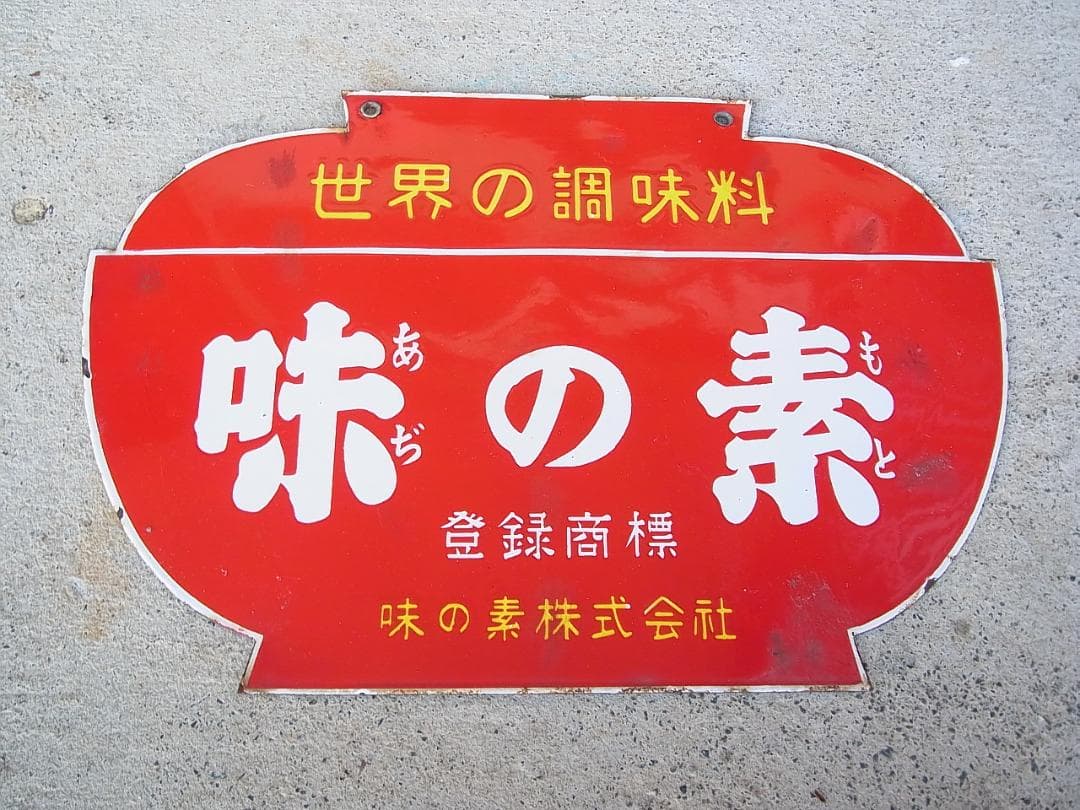 世界の調味料
味あぢの素もと
登録商標
味の素株式会社